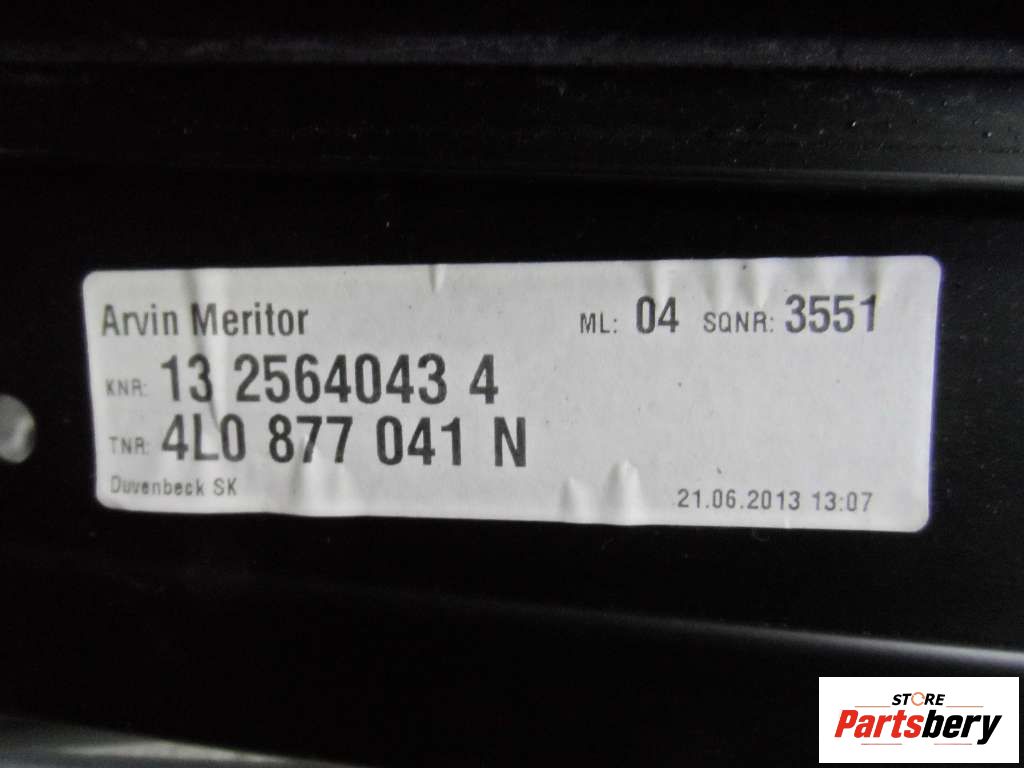 Arvin Meritor ML: 04 SQNR: 3551
KNR: 13 2564043 4
TNR: 4L0 877 041 N
Duvenbeck SK 21.06.2013 13:07
STORE
Partsbery